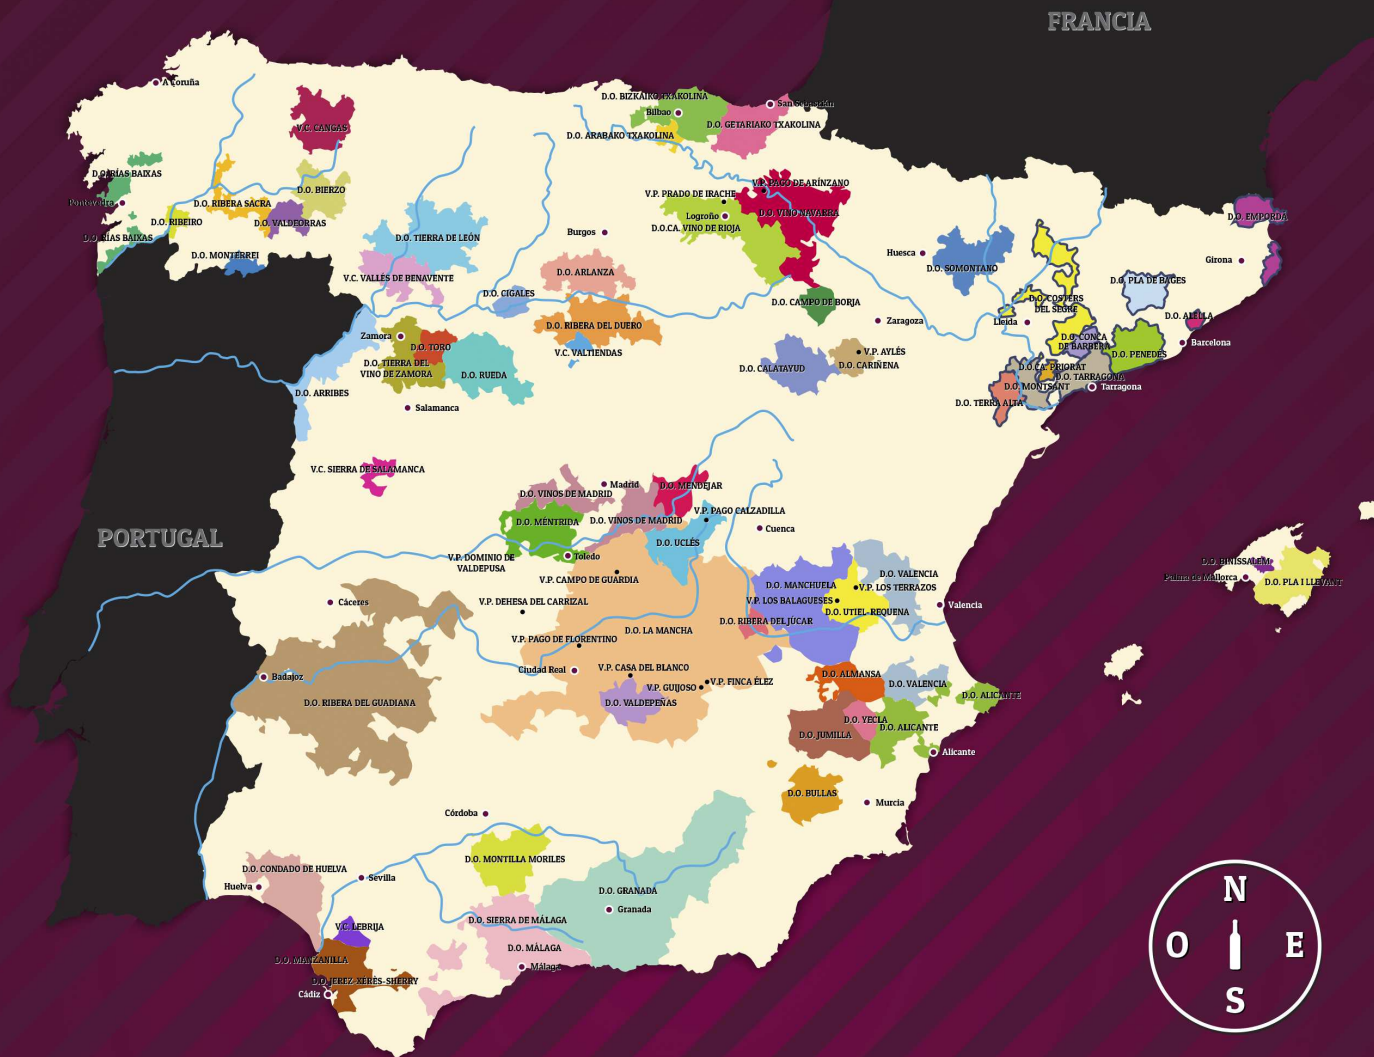 FRANCIA
A Coruña
D.O. BIZKAIKO TXAKOLINA
San Sebastián
Bilbao
V.C. CANGAS
D.O. GETARIAKO TXAKOLINA
D.O. ARABAKO TXAKOLINA
D.O. RÍAS BAIXAS
V.P. PAGO DE ARÍNZANO
D.O. BIERZO
V.P. PRADO DE IRACHE
Pontevedra
D.O. RIBERA SACRA
D.O. VINO NAVARRA
Logroño
D.O. EMPORDÀ
D.O. RIBEIRO
D.O. VALDEORRAS
D.O.CA. VINO DE RIOJA
Burgos
D.O. RÍAS BAIXAS
D.O. TIERRA DE LEÓN
D.O. MONTERREI
Huesca
Girona
D.O. SOMONTANO
D.O. ARLANZA
V.C. VALLÉS DE BENAVENTE
D.O. PLA DE BAGES
D.O. CIGALES
D.O. CAMPO DE BORJA
D.O. COSTERS
DEL SEGRE
D.O. ALELLA
Zaragoza
Lleida
D.O. RIBERA DEL DUERO
Zamora
D.O. CONCA
DE BARBERÀ
Barcelona
D.O. TORO
V.C. VALTIENDAS
V.P. AYLÉS
D.O. PENEDÈS
D.O. TIERRA DEL
VINO DE ZAMORA
D.O. CALATAYUD
D.O. CARIÑENA
D.O.CA. PRIORAT
D.O. RUEDA
D.O. TARRAGONA
D.O. MONTSANT
Tarragona
D.O. ARRIBES
Salamanca
D.O. TERRA ALTA
V.C. SIERRA DE SALAMANCA
Madrid
D.O. MENDEJAR
D.O. VINOS DE MADRID
V.P. PAGO CALZADILLA
D.O. MÉNTRIDA
D.O. VINOS DE MADRID
Cuenca
PORTUGAL
D.O. UCLÉS
V.P. DOMINIO DE
VALDEPUSA
Toledo
D.O. BINISSALEM
D.O. VALENCIA
Palma de Mallorca
V.P. CAMPO DE GUARDIA
D.O. PLA I LLEVANT
D.O. MANCHUELA
V.P. LOS TERRAZOS
Cáceres
V.P. DEHESA DEL CARRIZAL
V.P. LOS BALAGUESES
Valencia
D.O. UTIEL-REQUENA
D.O. RIBERA DEL JÚCAR
D.O. LA MANCHA
V.P. PAGO DE FLORENTINO
Ciudad Real
V.P. CASA DEL BLANCO
Badajoz
D.O. ALMANSA
V.P. FINCA ÉLEZ
D.O. VALENCIA
V.P. GUIJOSO
D.O. ALICANTE
D.O. RIBERA DEL GUADIANA
D.O. VALDEPEÑAS
D.O. YECLA
D.O. ALICANTE
D.O. JUMILLA
Alicante
D.O. BULLAS
Murcia
Córdoba
D.O. MONTILLA MORILES
D.O. CONDADO DE HUELVA
Sevilla
Huelva
D.O. GRANADA
Granada
D.O. SIERRA DE MÁLAGA
V.C. LEBRIJA
D.O. MÁLAGA
D.O. MANZANILLA
Málaga
D.O. JEREZ-XÉRÈS-SHERRY
Cádiz
N
O
E
S